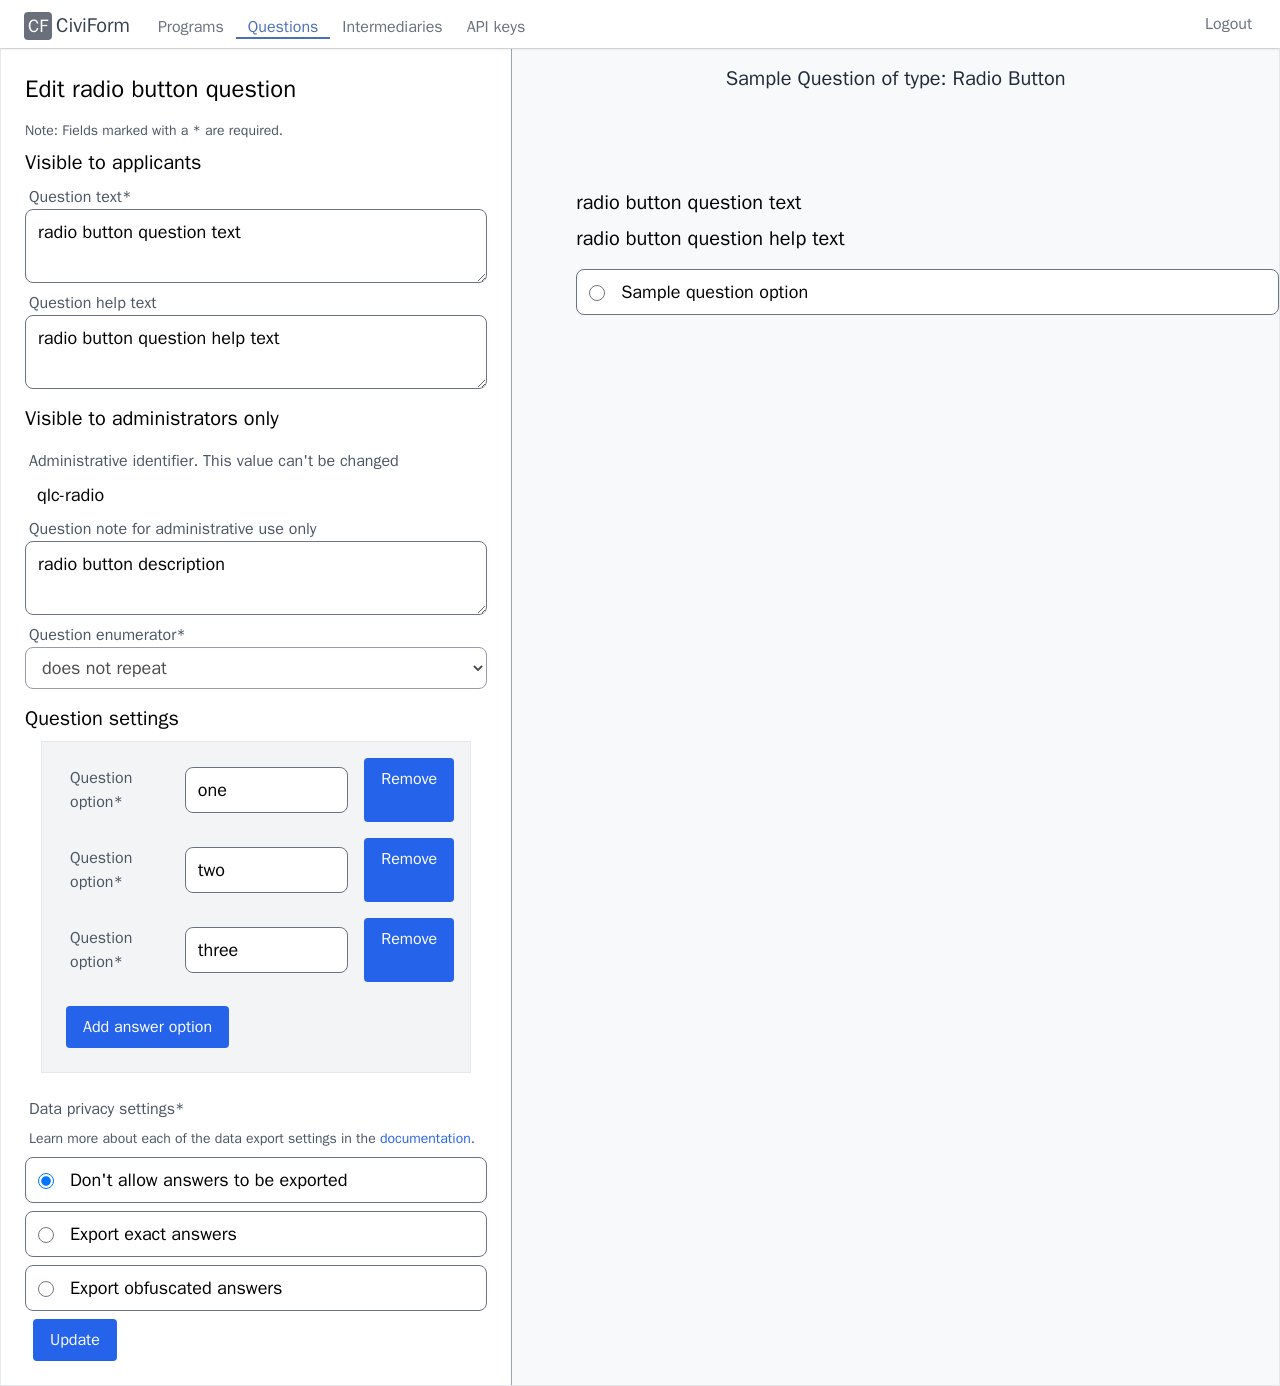 CF CiviForm Programs Questions Intermediaries API keys Logout
Edit radio button question
Note: Fields marked with a * are required.
Visible to applicants
Question text*
radio button question text
Question help text
radio button question help text
Visible to administrators only
Administrative identifier. This value can't be changed
qlc-radio
Question note for administrative use only
radio button description
Question enumerator*
does not repeat
Question settings
Question option*
one
Remove
Question option*
two
Remove
Question option*
three
Remove
Add answer option
Data privacy settings*
Learn more about each of the data export settings in the documentation.
Don't allow answers to be exported
Export exact answers
Export obfuscated answers
Update
Sample Question of type: Radio Button
radio button question text
radio button question help text
Sample question option